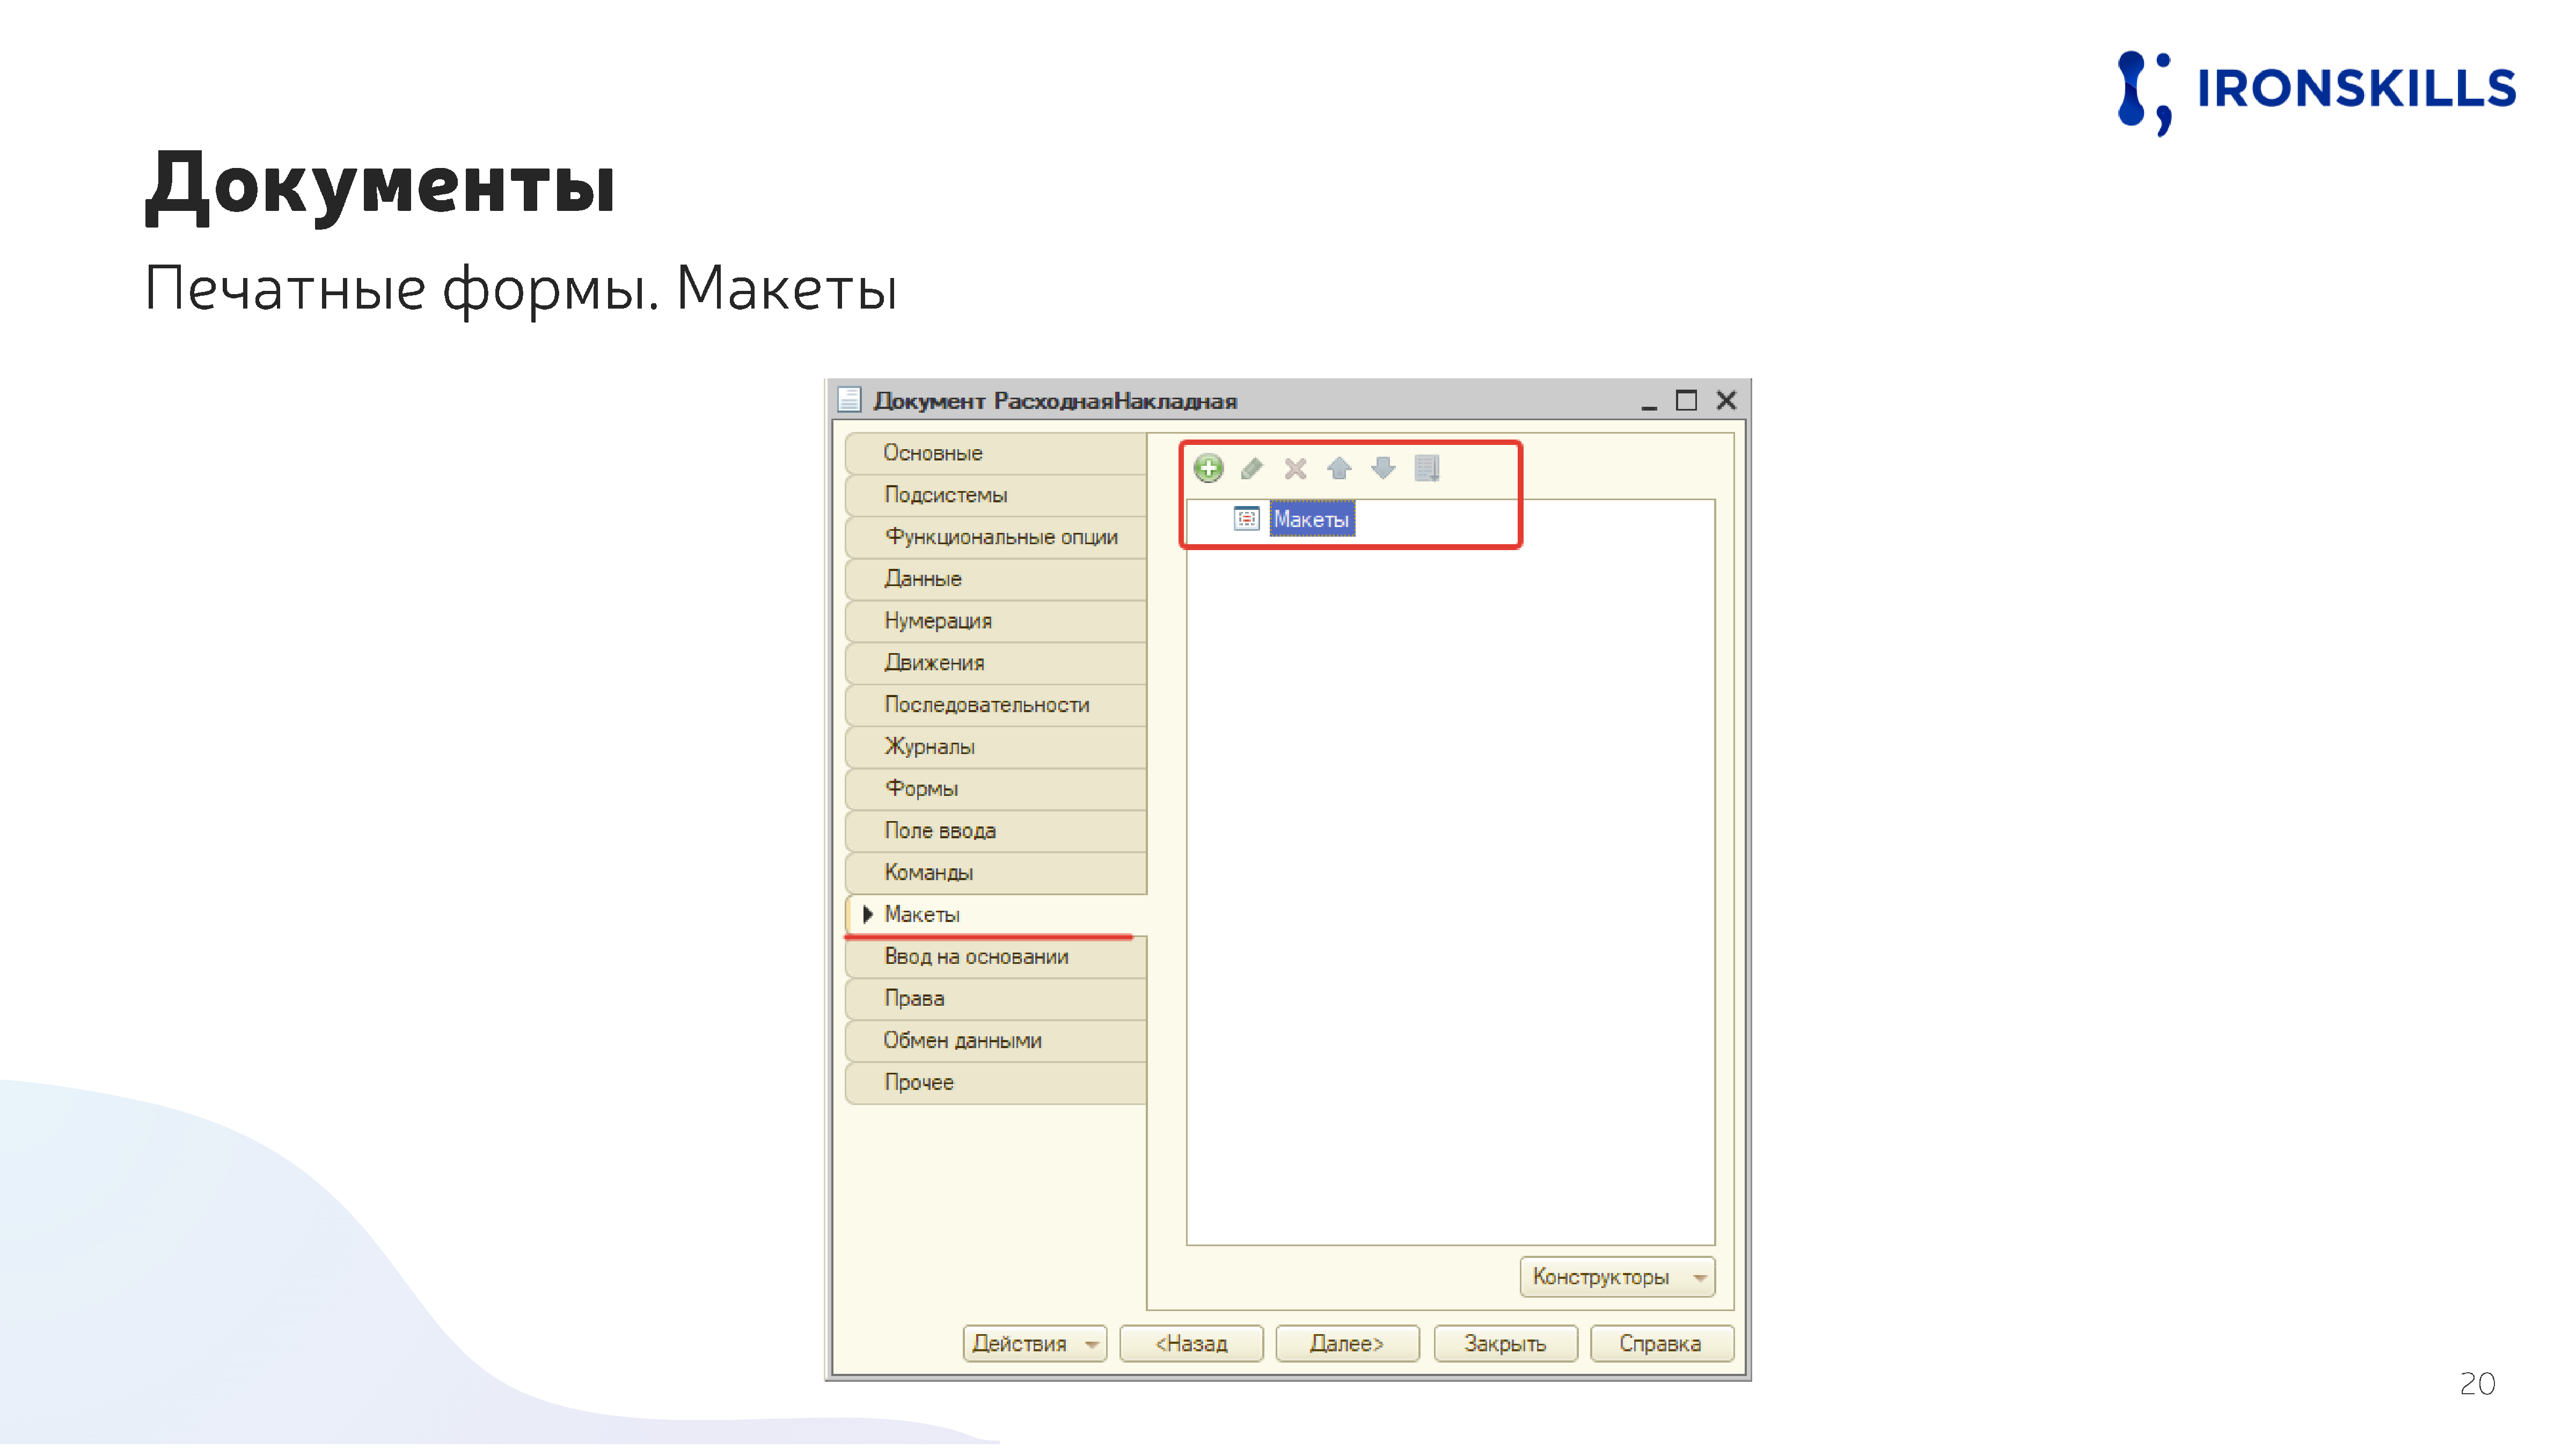 IRONSKILLS
Документы
Печатные формы. Макеты
Документ РасходнаяНакладная
Основные
Подсистемы
Функциональные опции
Данные
Нумерация
Движения
Последовательности
Журналы
Формы
Поле ввода
Команды
Макеты
Ввод на основании
Права
Обмен данными
Прочее
Макеты
Конструкторы
Действия <Назад Далее> Закрыть Справка
20